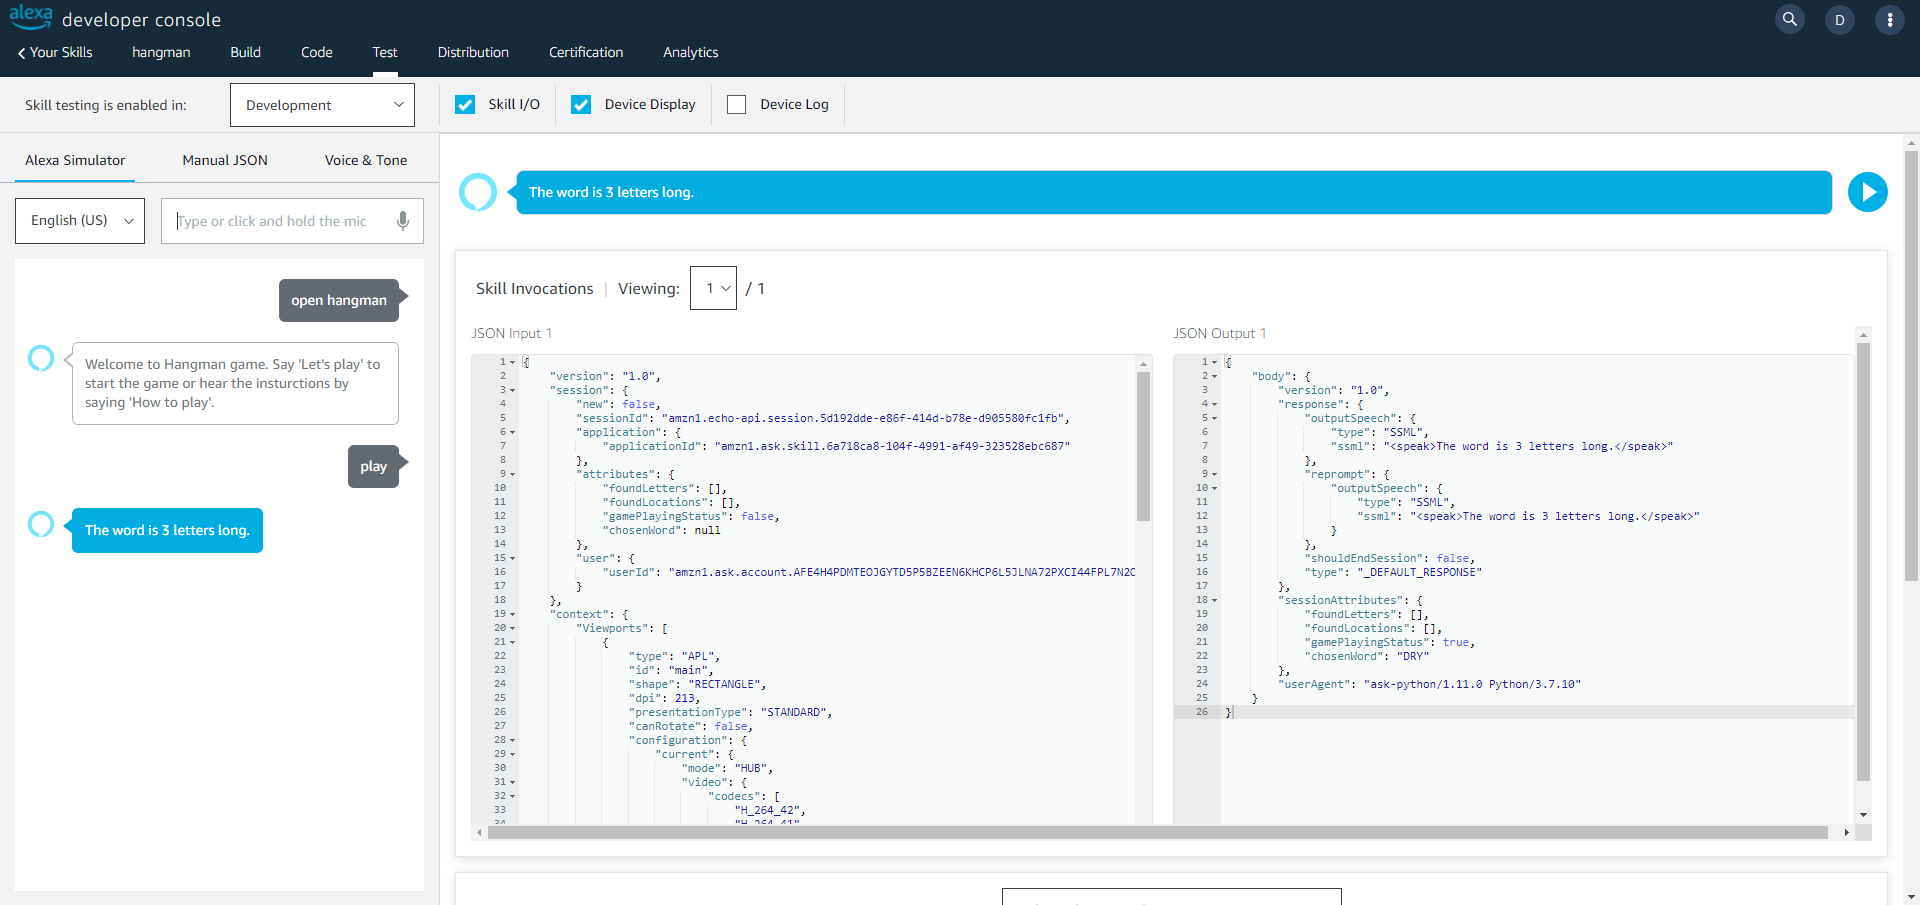 alexa developer console
D
Your Skills
hangman
Build
Code
Test
Distribution
Certification
Analytics
Skill testing is enabled in:
Development
Skill I/O
Device Display
Device Log
Alexa Simulator
Manual JSON
Voice & Tone
English (US)
Type or click and hold the mic
open hangman
Welcome to Hangman game. Say 'Let's play' to
start the game or hear the insturctions by
saying 'How to play'.
play
The word is 3 letters long.
The word is 3 letters long.
Skill Invocations | Viewing: 1 / 1
JSON Input 1
1 {
2 "version": "1.0",
3 "session": {
4 "new": false,
5 "sessionId": "amzn1.echo-api.session.5d192dde-e86f-414d-b78e-d905580fc1fb",
6 "application": {
7 "applicationId": "amzn1.ask.skill.6a718ca8-104f-4991-af49-323528ebc687"
8 },
9 "attributes": {
10 "foundLetters": [],
11 "foundLocations": [],
12 "gamePlayingStatus": false,
13 "chosenWord": null
14 },
15 "user": {
16 "userId": "amzn1.ask.account.AFE4H4PDMTEOJGYTD5P5BZEEN6KHCP6L5JLNA72PXCI44FPL7N2C
17 }
18 },
19 "context": {
20 "Viewports": [
21 {
22 "type": "APL",
23 "id": "main",
24 "shape": "RECTANGLE",
25 "dpi": 213,
26 "presentationType": "STANDARD",
27 "canRotate": false,
28 "configuration": {
29 "current": {
30 "mode": "HUB",
31 "video": {
32 "codecs": [
33 "H_264_42",
34 "H_264_41"
JSON Output 1
1 {
2 "body": {
3 "version": "1.0",
4 "response": {
5 "outputSpeech": {
6 "type": "SSML",
7 "ssml": "<speak>The word is 3 letters long.</speak>"
8 },
9 "reprompt": {
10 "outputSpeech": {
11 "type": "SSML",
12 "ssml": "<speak>The word is 3 letters long.</speak>"
13 }
14 },
15 "shouldEndSession": false,
16 "type": "_DEFAULT_RESPONSE"
17 },
18 "sessionAttributes": {
19 "foundLetters": [],
20 "foundLocations": [],
21 "gamePlayingStatus": true,
22 "chosenWord": "DRY"
23 },
24 "userAgent": "ask-python/1.11.0 Python/3.7.10"
25 }
26 }